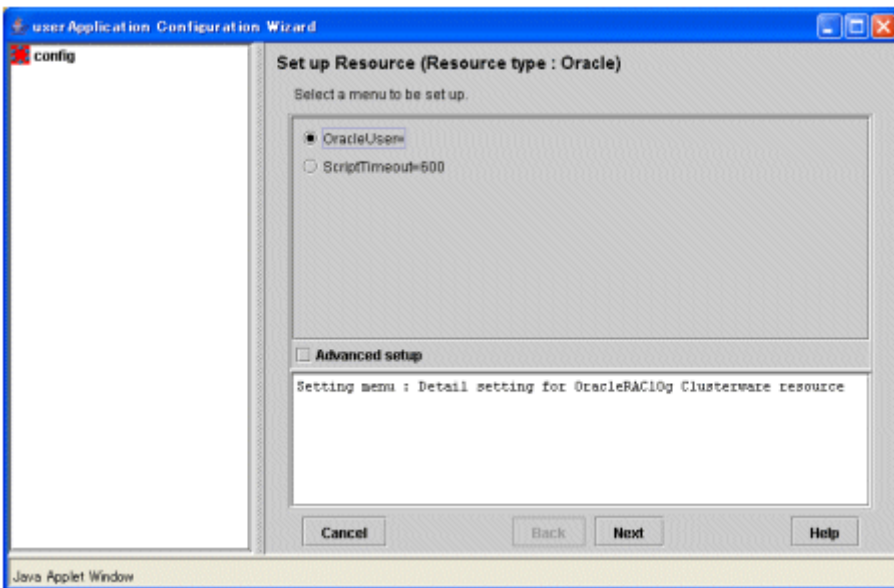 userApplication Configuration Wizard
config
Set up Resource (Resource type : Oracle)
Select a menu to be set up.
OracleUser=
ScriptTimeout=600
Advanced setup
Setting menu : Detail setting for OracleRAC10g Clusterware resource
Cancel
Back
Next
Help
Java Applet Window